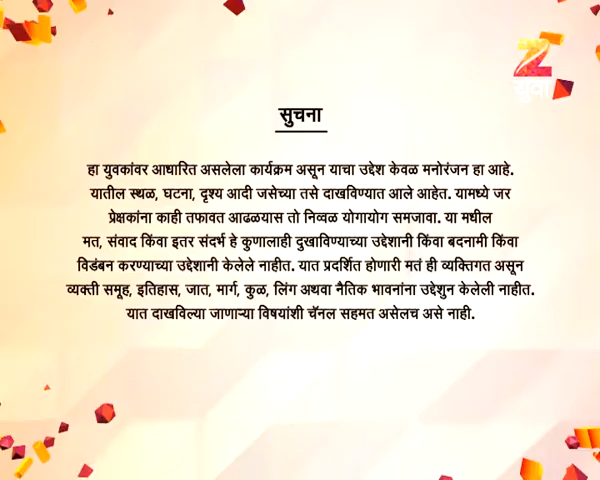 युवा
सुचना
हा युवकांवर आधारित असलेला कार्यक्रम असून याचा उद्देश केवळ मनोरंजन हा आहे.
यातील स्थळ, घटना, दृश्य आदी जसेच्या तसे दाखविण्यात आले आहेत. यामध्ये जर
प्रेक्षकांना काही तफावत आढळयास तो निव्वळ योगायोग समजावा. या मधील
मत, संवाद किंवा इतर संदर्भ हे कुणालाही दुखाविण्याच्या उद्देशानी किंवा बदनामी किंवा
विडंबन करण्याच्या उद्देशानी केलेले नाहीत. यात प्रदर्शित होणारी मतं ही व्यक्तिगत असून
व्यक्ती समूह, इतिहास, जात, मार्ग, कुळ, लिंग अथवा नैतिक भावनांना उद्देशुन केलेली नाहीत.
यात दाखविल्या जाणाऱ्या विषयांशी चॅनल सहमत असेलच असे नाही.